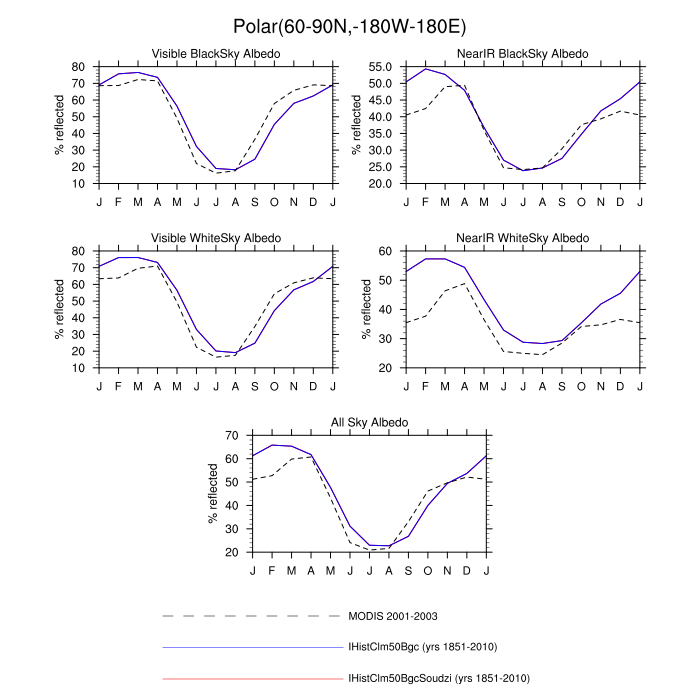 Polar(60-90N,-180W-180E)
Visible BlackSky Albedo
% reflected
80
70
60
50
40
30
20
10
J F M A M J J A S O N D J
NearIR BlackSky Albedo
% reflected
55.0
50.0
45.0
40.0
35.0
30.0
25.0
20.0
J F M A M J J A S O N D J
Visible WhiteSky Albedo
% reflected
80
70
60
50
40
30
20
10
J F M A M J J A S O N D J
NearIR WhiteSky Albedo
% reflected
60
50
40
30
20
J F M A M J J A S O N D J
All Sky Albedo
% reflected
70
60
50
40
30
20
J F M A M J J A S O N D J
MODIS 2001-2003
IHistClm50Bgc (yrs 1851-2010)
IHistClm50BgcSoudzi (yrs 1851-2010)